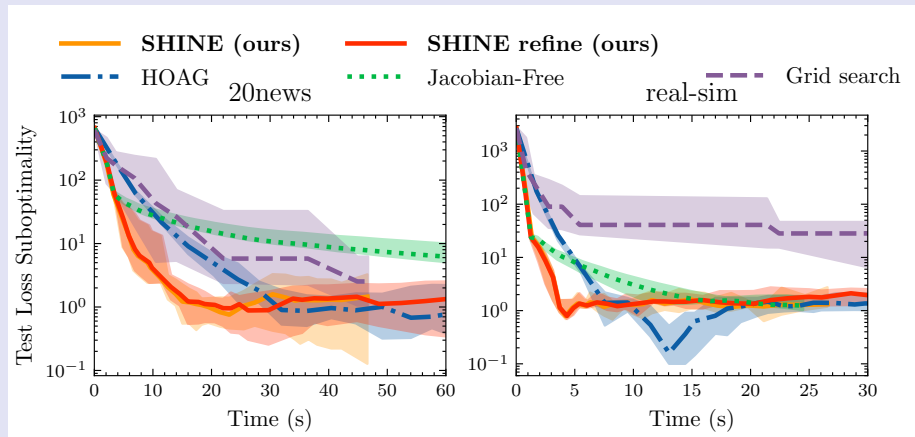 SHINE (ours) SHINE refine (ours)
HOAG Jacobian-Free Grid search
20news real-sim
Test Loss Suboptimality
10³
10²
10¹
10⁰
10⁻¹
0 10 20 30 40 50 60
Time (s)
10³
10²
10¹
10⁰
10⁻¹
0 5 10 15 20 25 30
Time (s)